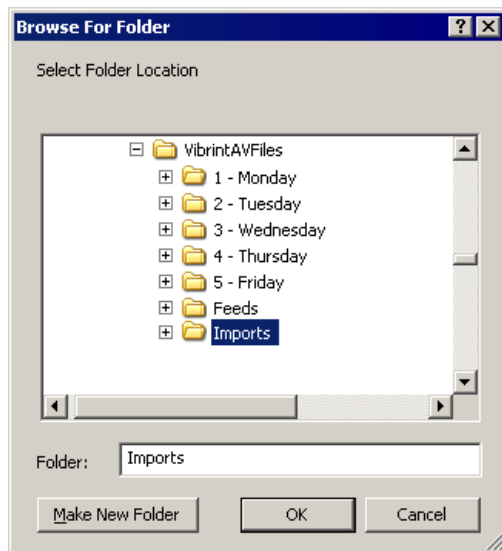 Browse For Folder
Select Folder Location
VibrintAVFiles
1 - Monday
2 - Tuesday
3 - Wednesday
4 - Thursday
5 - Friday
Feeds
Imports
Folder: Imports
Make New Folder OK Cancel